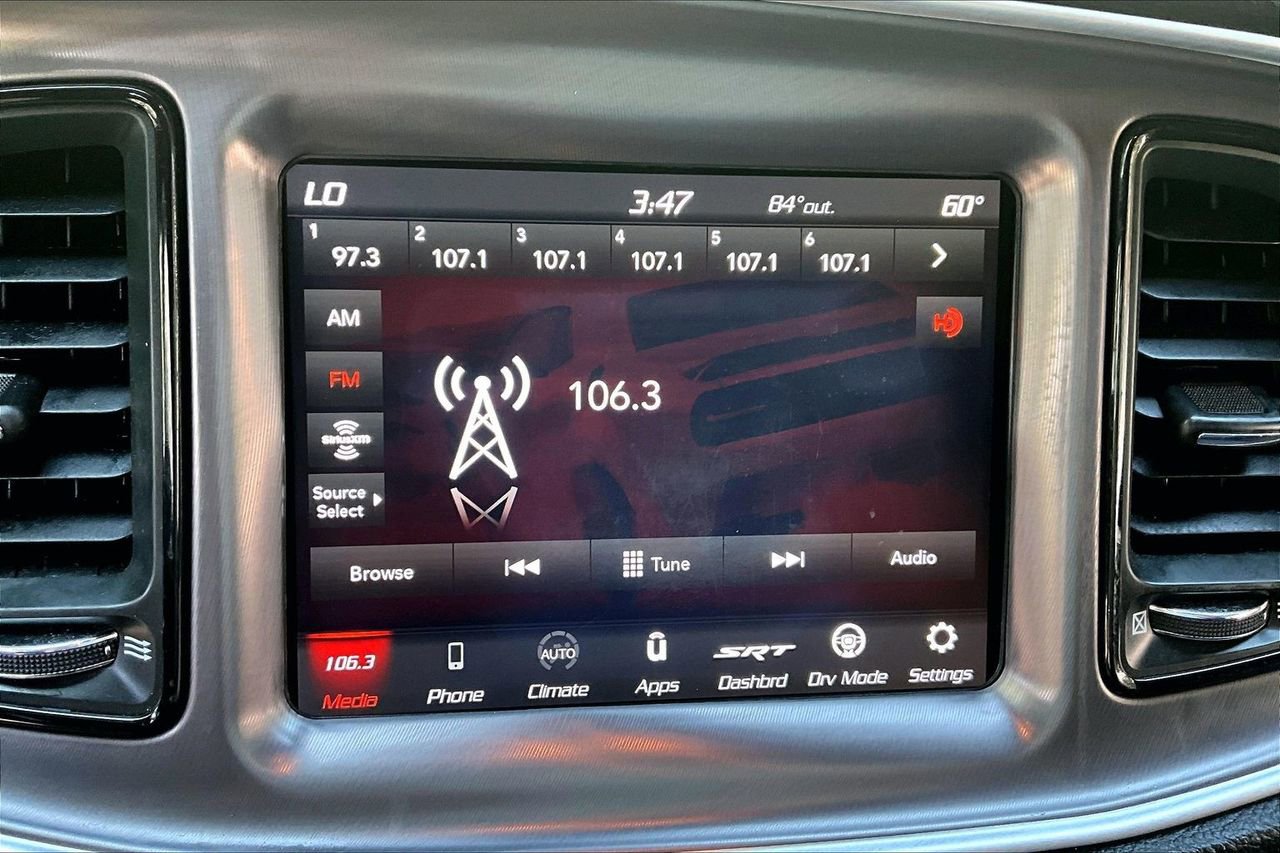 LO 3:47 84°out. 60°
1 97.3 2 107.1 3 107.1 4 107.1 5 107.1 6 107.1
AM
HD
FM
106.3
SiriusXM
Source
Select
Browse Tune Audio
106.3 AUTO SRT
Media Phone Climate Apps Dashbrd Drv Mode Settings